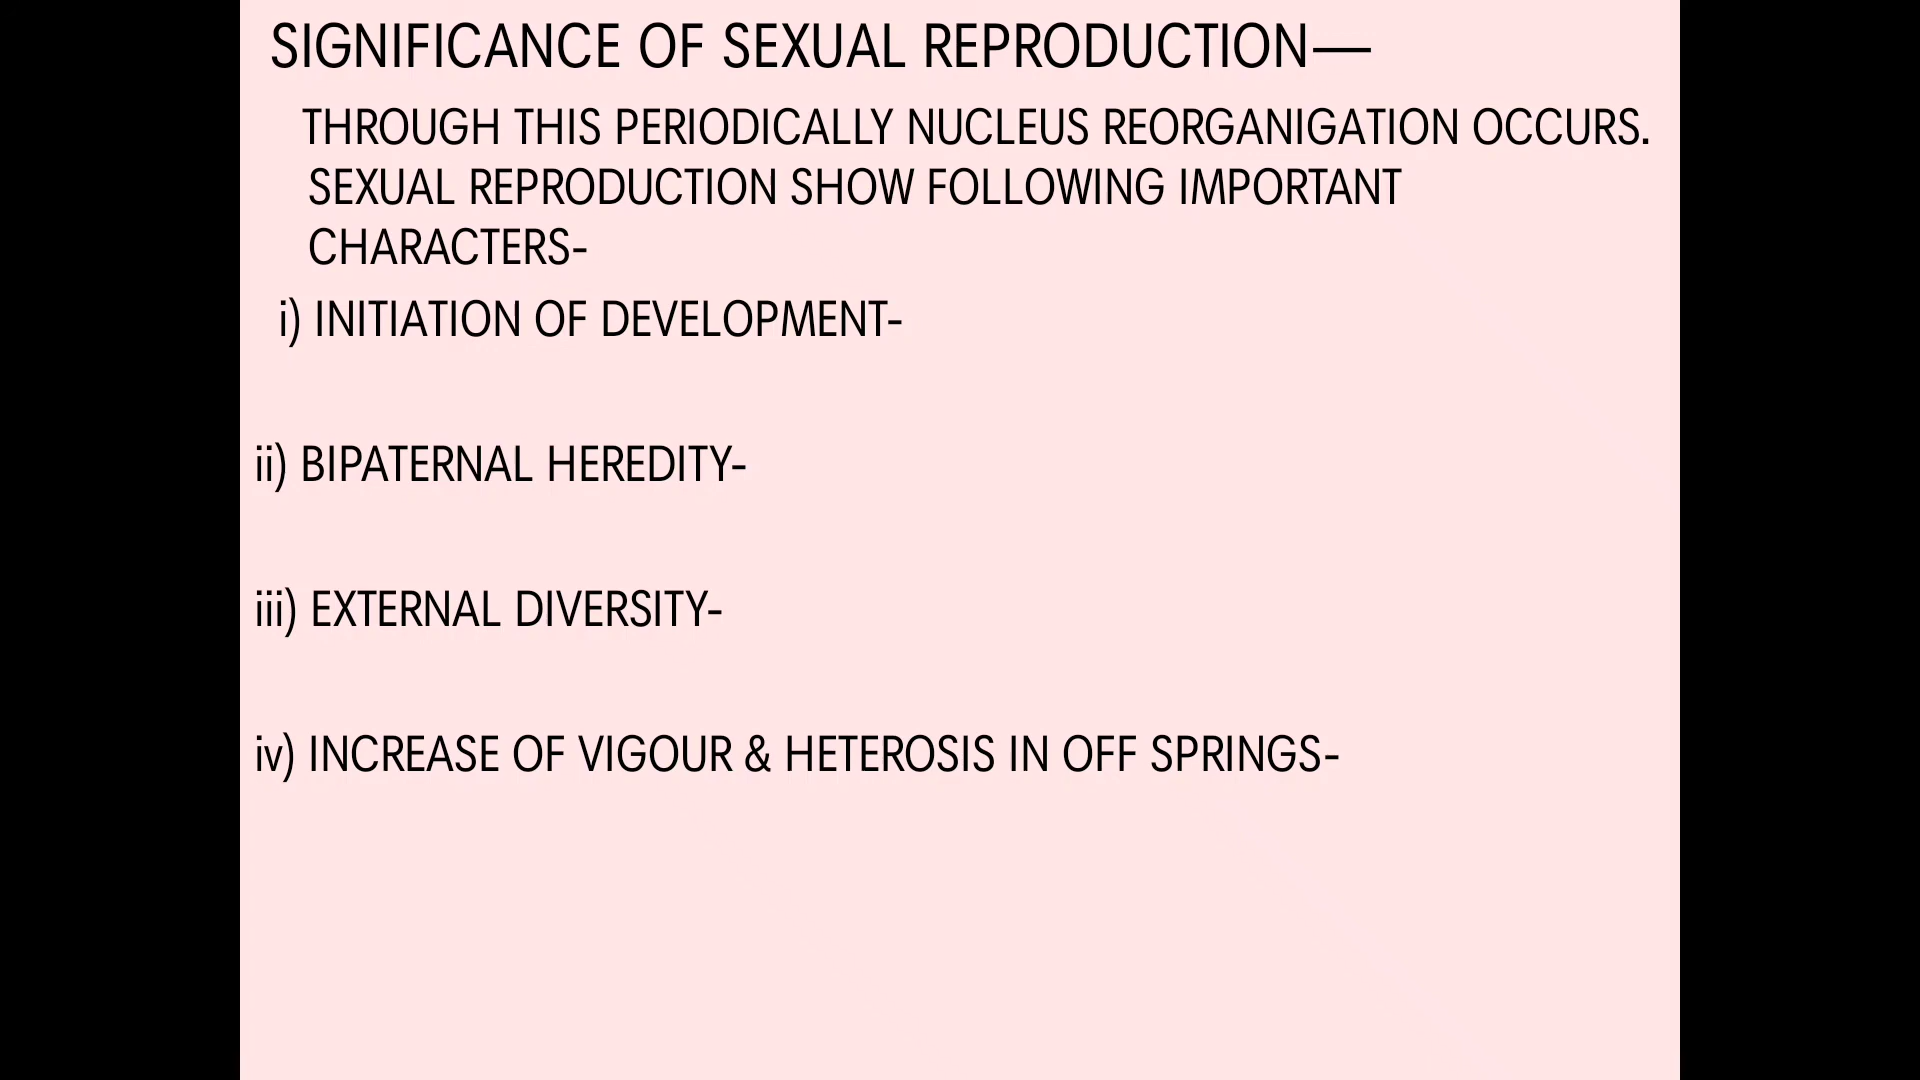 SIGNIFICANCE OF SEXUAL REPRODUCTION—
THROUGH THIS PERIODICALLY NUCLEUS REORGANIGATION OCCURS.
SEXUAL REPRODUCTION SHOW FOLLOWING IMPORTANT
CHARACTERS-
i) INITIATION OF DEVELOPMENT-
ii) BIPATERNAL HEREDITY-
iii) EXTERNAL DIVERSITY-
iv) INCREASE OF VIGOUR & HETEROSIS IN OFF SPRINGS-